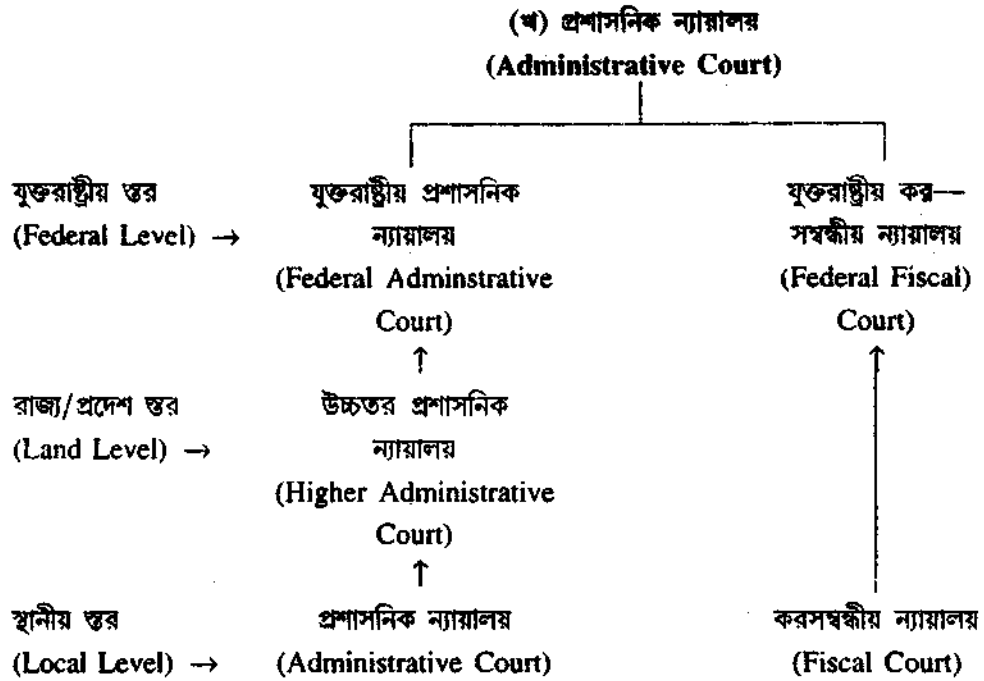 (খ) প্রশাসনিক ন্যায়ালয়
(Administrative Court)
যুক্তরাষ্ট্রীয় স্তর
(Federal Level) →
যুক্তরাষ্ট্রীয় প্রশাসনিক
ন্যায়ালয়
(Federal Adminstrative
Court)
↑
যুক্তরাষ্ট্রীয় কর—
সম্বন্ধীয় ন্যায়ালয়
(Federal Fiscal)
Court)
↑
রাজ্য/প্রদেশ স্তর
(Land Level) →
উচ্চতর প্রশাসনিক
ন্যায়ালয়
(Higher Administrative
Court)
↑
স্থানীয় স্তর
(Local Level) →
প্রশাসনিক ন্যায়ালয়
(Administrative Court)
করসম্বন্ধীয় ন্যায়ালয়
(Fiscal Court)